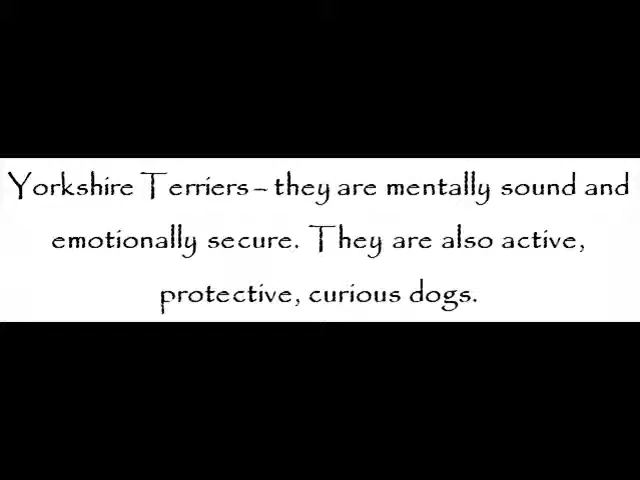 Yorkshire Terriers – they are mentally sound and
emotionally secure. They are also active,
protective, curious dogs.